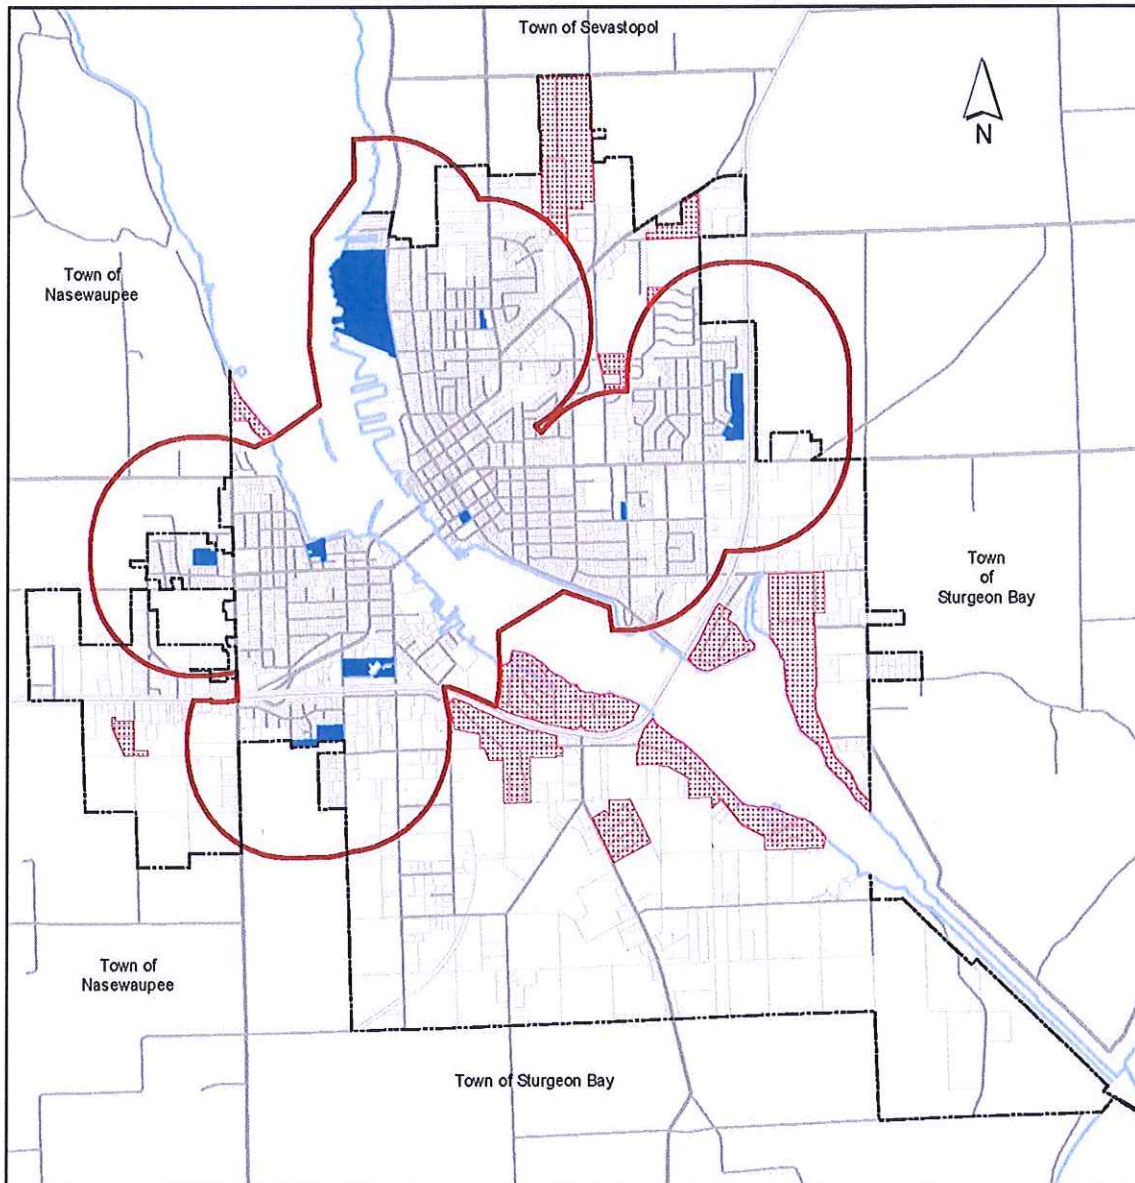 Town of Sevastopol
N
Town of
Nasewaupee
Town
of
Sturgeon Bay
Town of
Nasewaupee
Town of Sturgeon Bay